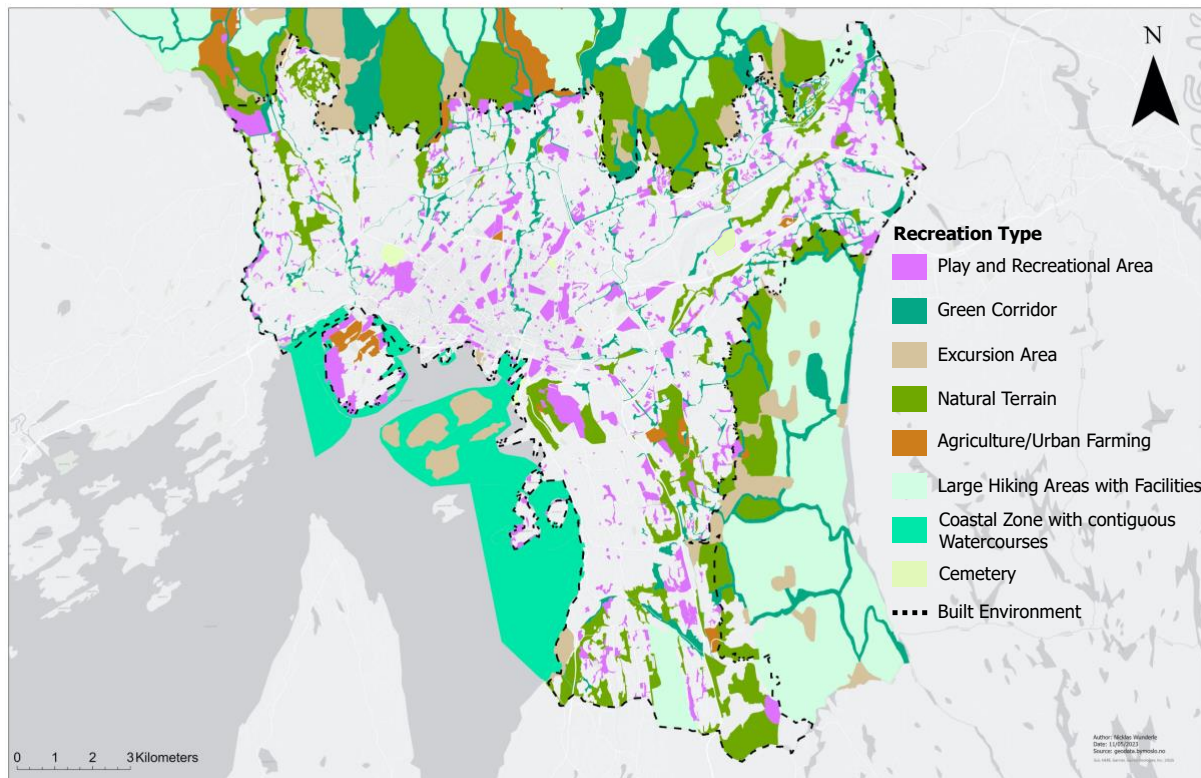 N
Recreation Type
Play and Recreational Area
Green Corridor
Excursion Area
Natural Terrain
Agriculture/Urban Farming
Large Hiking Areas with Facilities
Coastal Zone with contiguous
Watercourses
Cemetery
Built Environment
0 1 2 3 Kilometers
Author: Nicklas Wunderle
Date: 11/05/2023
Source: geodata.bymoslo.no